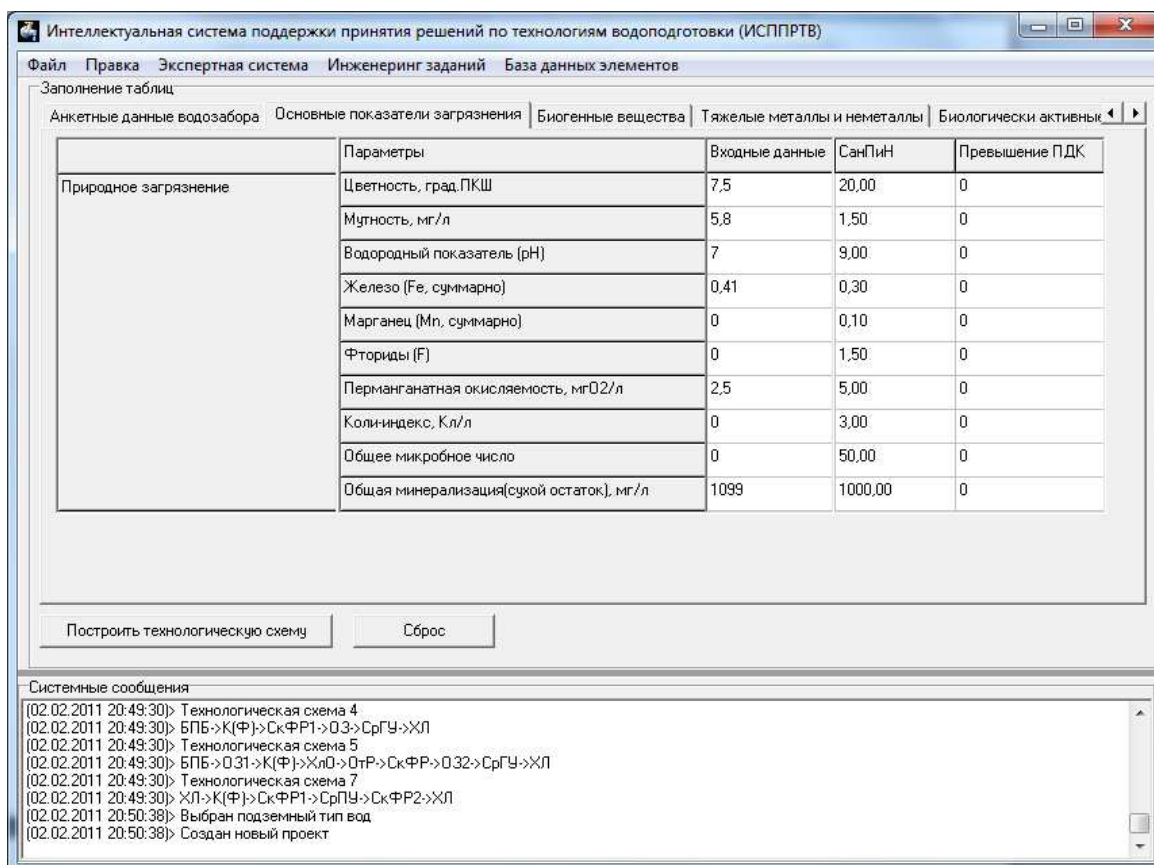 Интеллектуальная система поддержки принятия решений по технологиям водоподготовки (ИСППРТВ)
Файл Правка Экспертная система Инженеринг заданий База данных элементов
Заполнение таблиц
Анкетные данные водозабора Основные показатели загрязнения Биогенные вещества Тяжелые металлы и неметаллы Биологически активные
Параметры Входные данные СанПиН Превышение ПДК
Природное загрязнение Цветность, град.ПКШ 7,5 20,00 0
Мутность, мг/л 5,8 1,50 0
Водородный показатель (pH) 7 9,00 0
Железо (Fe, суммарно) 0,41 0,30 0
Марганец (Mn, суммарно) 0 0,10 0
Фториды (F) 0 1,50 0
Перманганатная окисляемость, мгО2/л 2,5 5,00 0
Коли-индекс, Кл/л 0 3,00 0
Общее микробное число 0 50,00 0
Общая минерализация(сухой остаток), мг/л 1099 1000,00 0
Построить технологическую схему Сброс
Системные сообщения
(02.02.2011 20:49:30)> Технологическая схема 4
(02.02.2011 20:49:30)> БПБ->К(Ф)->СкФР1->ОЗ->СрГУ->ХЛ
(02.02.2011 20:49:30)> Технологическая схема 5
(02.02.2011 20:49:30)> БПБ->ОЗ1->К(Ф)->ХлО->ОтР->СкФР->ОЗ2->СрГУ->ХЛ
(02.02.2011 20:49:30)> Технологическая схема 7
(02.02.2011 20:49:30)> ХЛ->К(Ф)->СкФР1->СрПУ->СкФР2->ХЛ
(02.02.2011 20:50:38)> Выбран подземный тип вод
(02.02.2011 20:50:38)> Создан новый проект